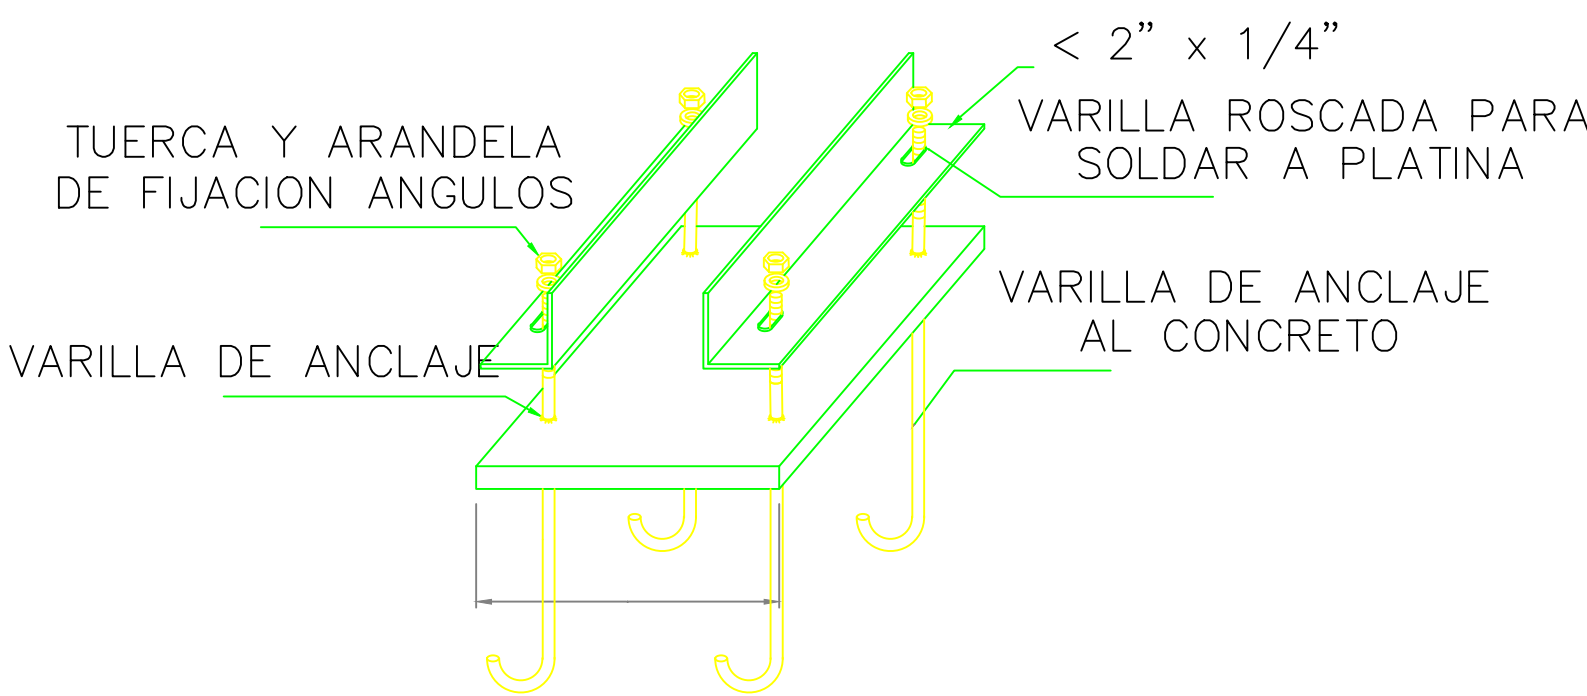 < 2” x 1/4”
TUERCA Y ARANDELA
DE FIJACION ANGULOS
VARILLA ROSCADA PARA
SOLDAR A PLATINA
VARILLA DE ANCLAJE
AL CONCRETO
VARILLA DE ANCLAJE